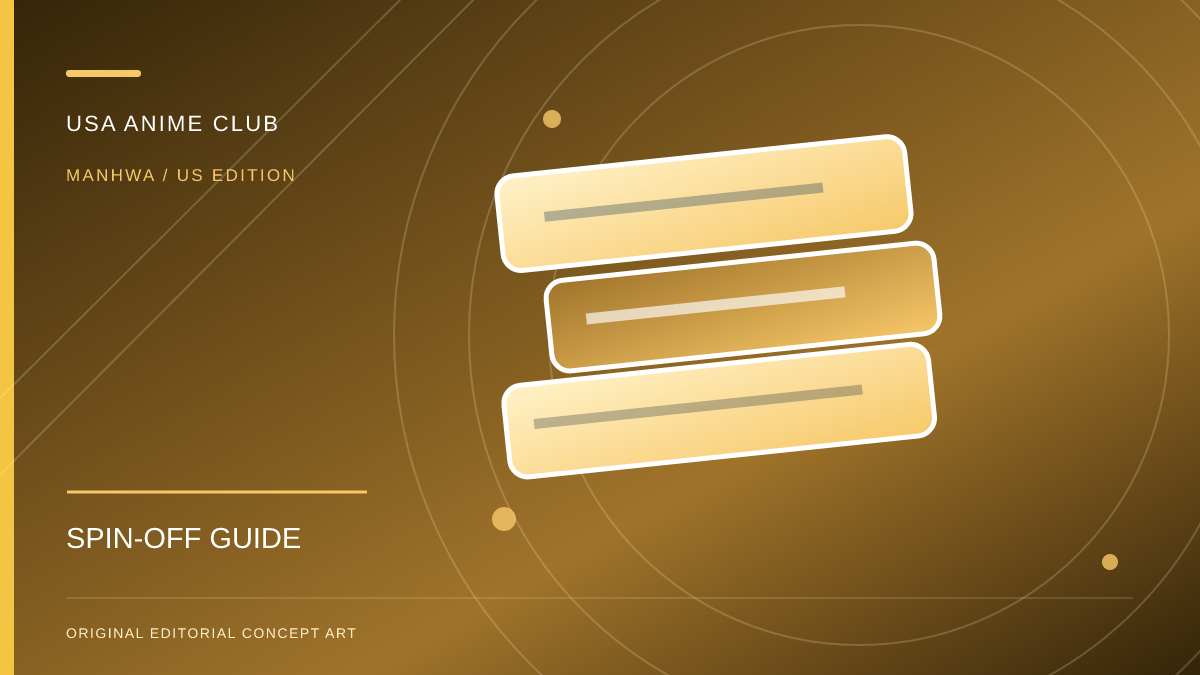 USA ANIME CLUB
MANHWA / US EDITION
SPIN-OFF GUIDE
ORIGINAL EDITORIAL CONCEPT ART